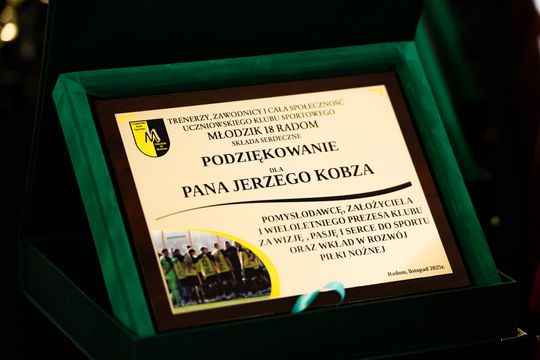 TRENERZY, ZAWODNICY I CAŁA SPOŁECZNOŚĆ
UCZNIOWSKIEGO KLUBU SPORTOWEGO
MŁODZIK 18 RADOM
SKŁADA SERDECZNE
PODZIĘKOWANIE
DLA
PANA JERZEGO KOBZA
POMYSŁODAWCĘ, ZAŁOŻYCIELA
I WIELOLETNIEGO PREZESA KLUBU
ZA WIZJĘ , PASJĘ I SERCE DO SPORTU
ORAZ WKŁAD W ROZWÓJ
PIŁKI NOŻNEJ
Radom, listopad 2025r.